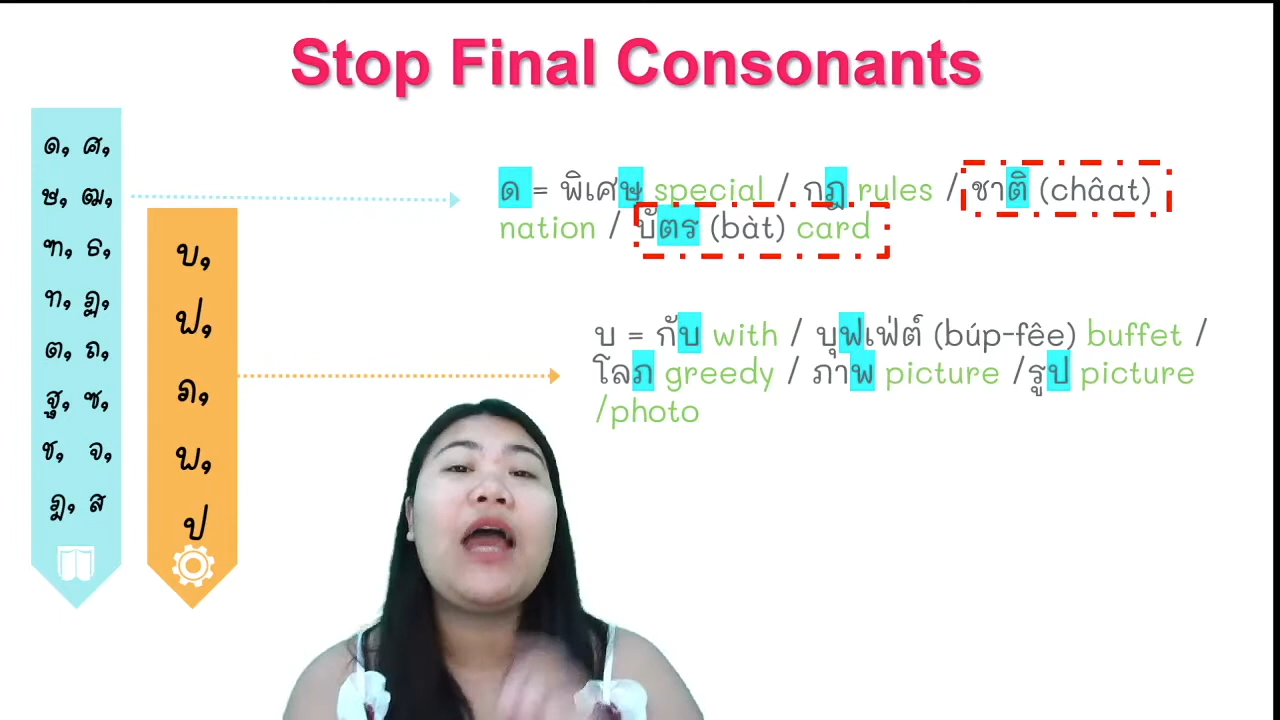 Stop Final Consonants
ด, ศ,
ษ, ฒ,
ฑ, ธ,
ท, ฏ,
ต, ถ,
ฐ, ซ,
ช, จ,
ฎ, ส
บ,
ฟ,
ภ,
พ,
ป
ด = พิเศษ special / กฎ rules / ชาติ (châat)
nation / บัตร (bàt) card
บ = กับ with / บุฟเฟ่ต์ (búp-fêe) buffet /
โลภ greedy / ภาพ picture /รูป picture
/photo